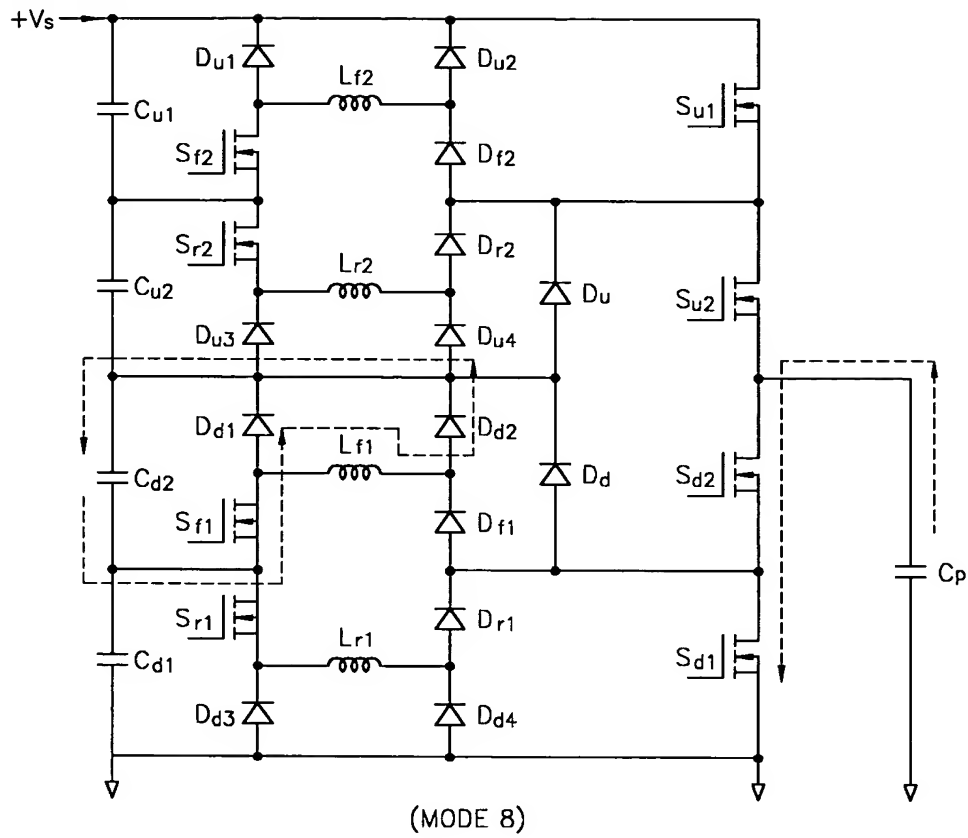 +Vs
Du1
Lf2
Du2
Su1
Cu1
Sf2
Df2
Sr2
Dr2
Lr2
Du
Su2
Cu2
Du3
Du4
Dd1
Dd2
Lf1
Dd
Sd2
Cd2
Sf1
Df1
Cp
Sr1
Dr1
Lr1
Sd1
Cd1
Dd3
Dd4
(MODE 8)